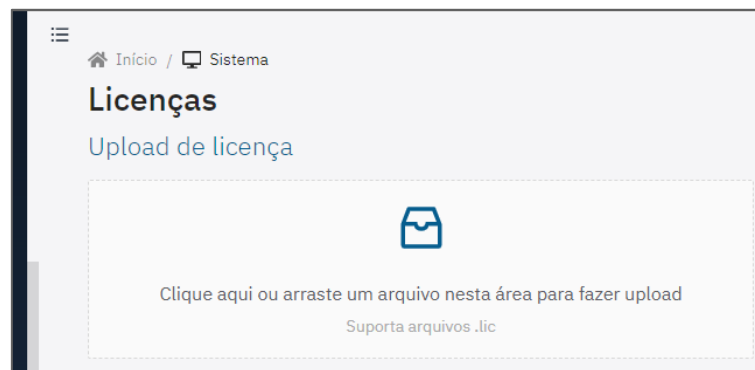 Início / Sistema
Licenças
Upload de licença
Clique aqui ou arraste um arquivo nesta área para fazer upload
Suporta arquivos .lic